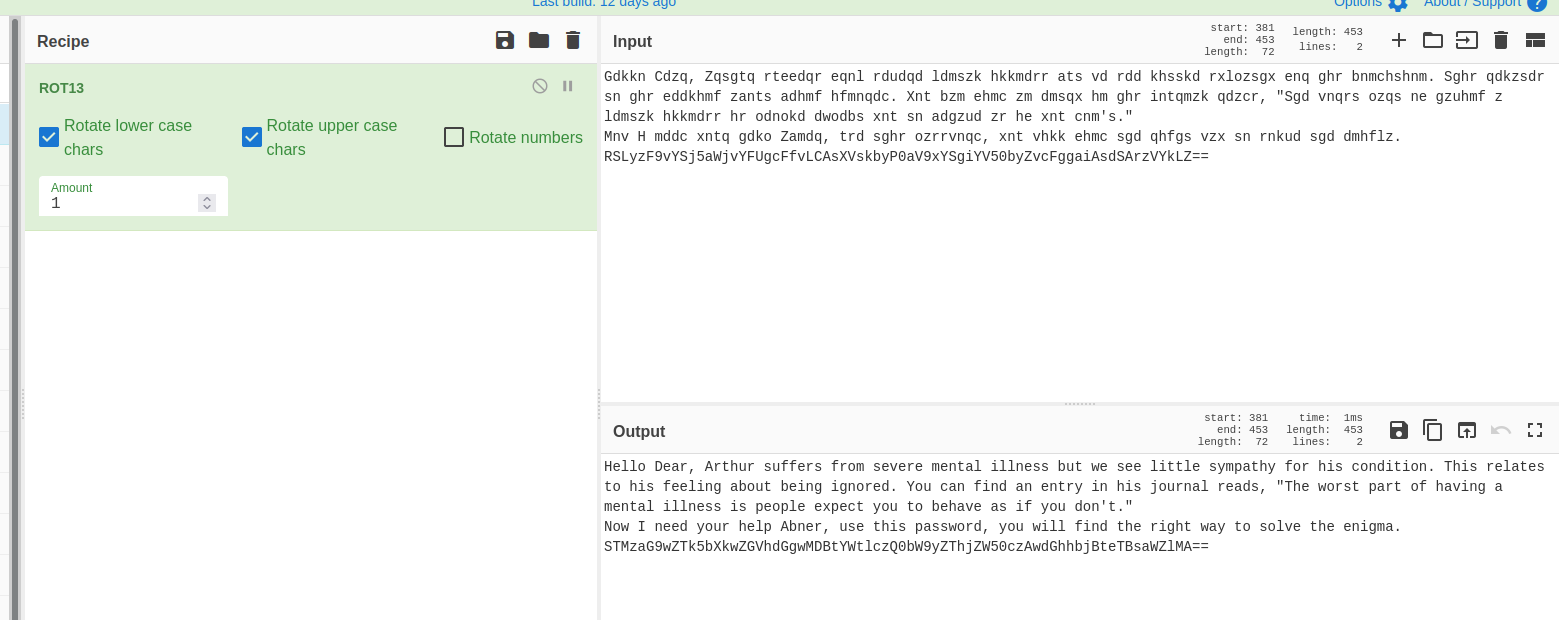 Last build: 12 days ago
Options
About / Support
Recipe
ROT13
Rotate lower case chars
Rotate upper case chars
Rotate numbers
Amount
1
Input
start: 381
end: 453
length: 72
length: 453
lines: 2
Gdkkn Cdzq, Zqsgtq rteedqr eqnl rdudqd ldmszk hkkmdrr ats vd rdd khsskd rxlozsgx enq ghr bnmchshnm. Sghr qdkzsdr
sn ghr eddkhmf zants adhmf hfmnqdc. Xnt bzm ehmc zm dmsqx hm ghr intqmzk qdzcr, "Sgd vnqrs ozqs ne gzuhmf z
ldmszk hkkmdrr hr odnokd dwodbs xnt sn adgzud zr he xnt cnm's."
Mnv H mddc xntq gdko Zamdq, trd sghr ozrrvnqc, xnt vhkk ehmc sgd qhfgs vzx sn rnkud sgd dmhflz.
RSLyzF9vYSj5aWjvYFUgcFfvLCAsXVskbyP0aV9xYSgiYV50byZvcFggaiAsdSArzVYkLZ==
Output
start: 381
end: 453
length: 72
time: 1ms
length: 453
lines: 2
Hello Dear, Arthur suffers from severe mental illness but we see little sympathy for his condition. This relates
to his feeling about being ignored. You can find an entry in his journal reads, "The worst part of having a
mental illness is people expect you to behave as if you don't."
Now I need your help Abner, use this password, you will find the right way to solve the enigma.
STMzaG9wZTk5bXkwZGVhdGgwMDBtYWtlczQ0bW9yZThjZW50czAwdGhhbjBteTBsaWZlMA==